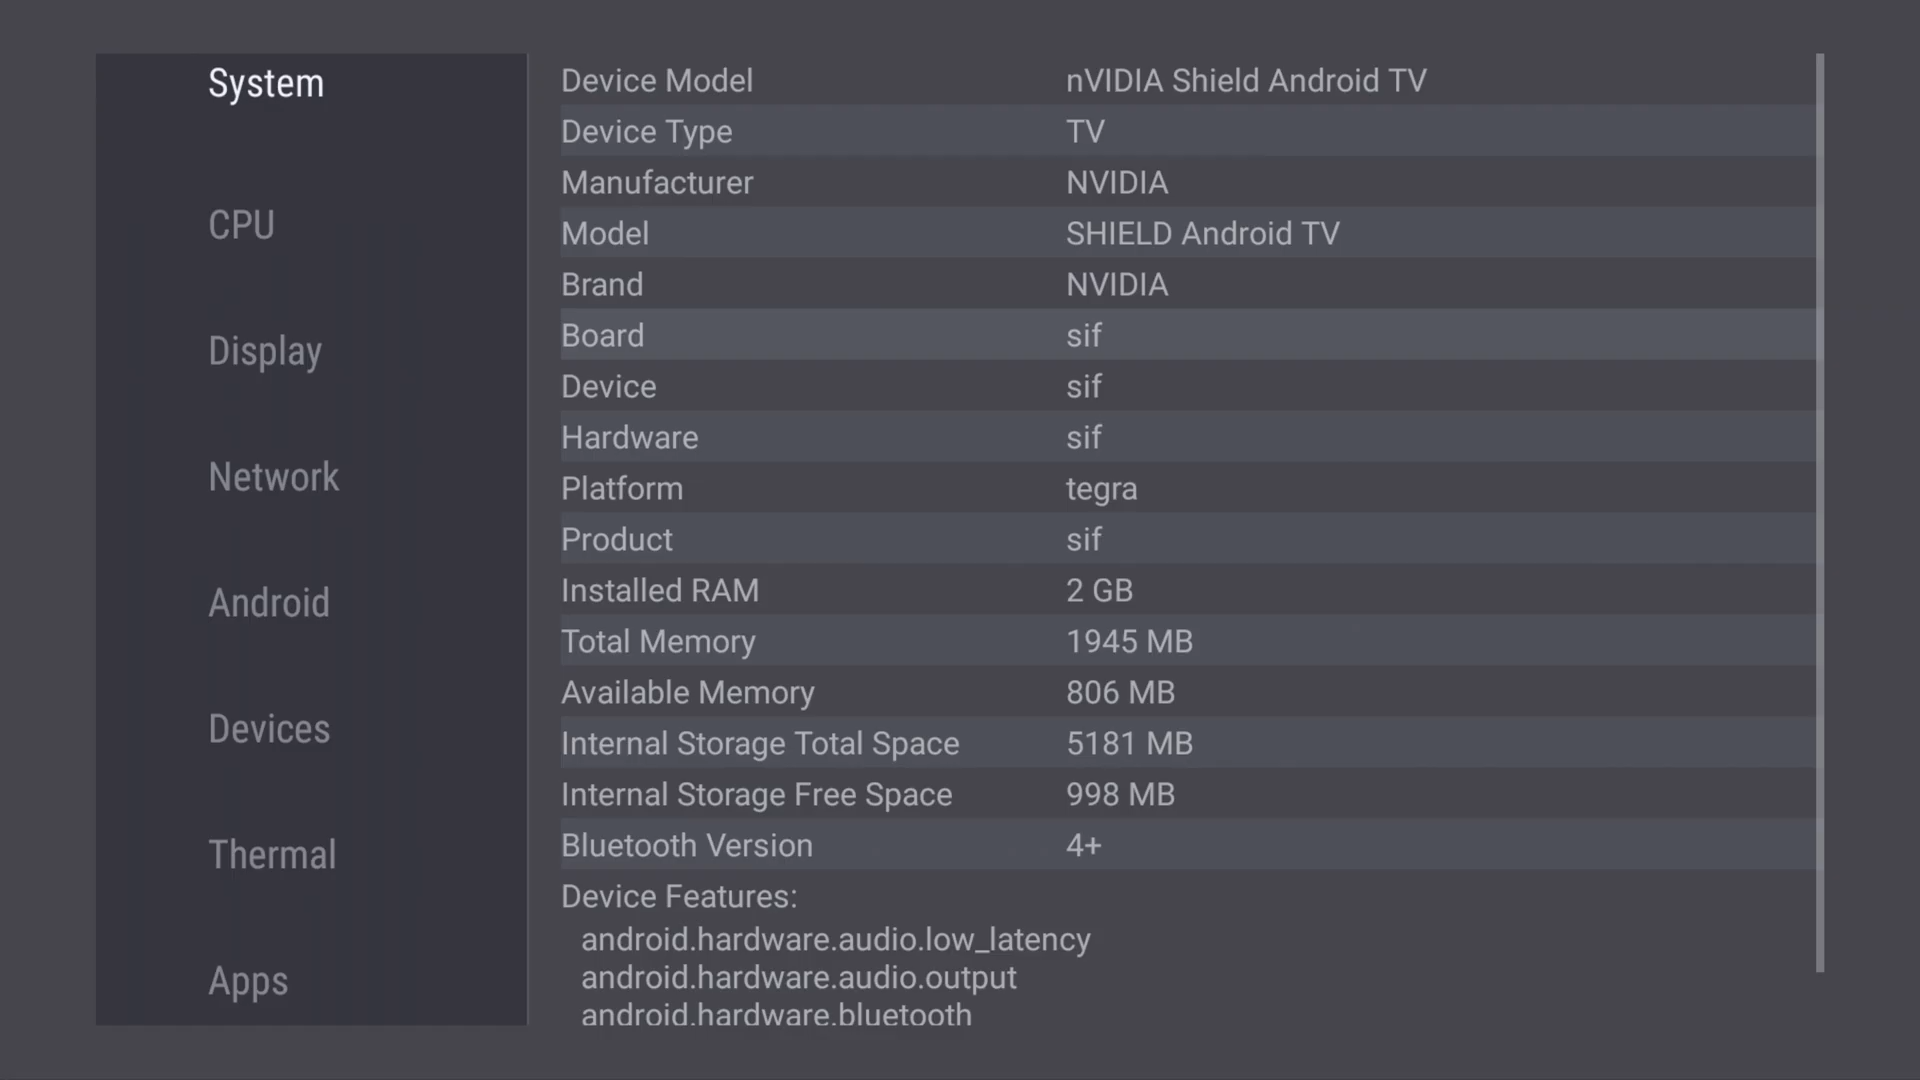 System
CPU
Display
Network
Android
Devices
Thermal
Apps
Device Model nVIDIA Shield Android TV
Device Type TV
Manufacturer NVIDIA
Model SHIELD Android TV
Brand NVIDIA
Board sif
Device sif
Hardware sif
Platform tegra
Product sif
Installed RAM 2 GB
Total Memory 1945 MB
Available Memory 806 MB
Internal Storage Total Space 5181 MB
Internal Storage Free Space 998 MB
Bluetooth Version 4+
Device Features:
android.hardware.audio.low_latency
android.hardware.audio.output
android.hardware.bluetooth